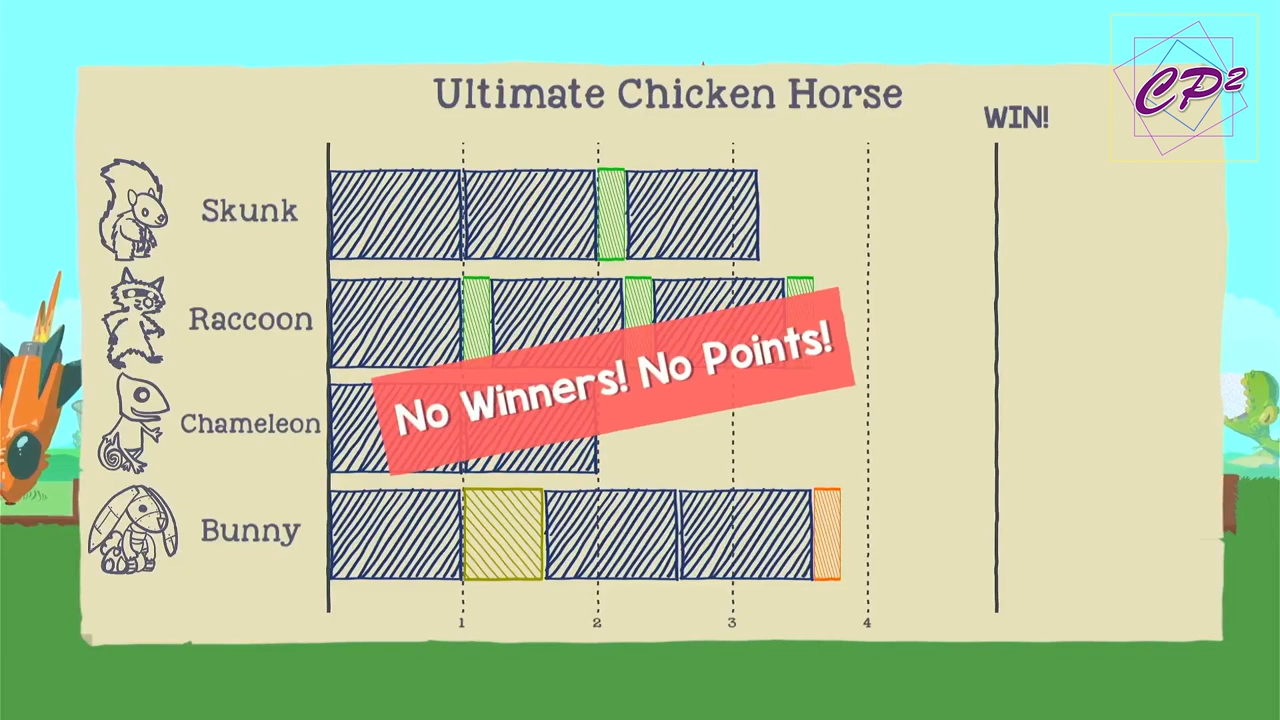 Ultimate Chicken Horse
WIN!
CP2
Skunk
Raccoon
No Winners! No Points!
Chameleon
Bunny
1 2 3 4